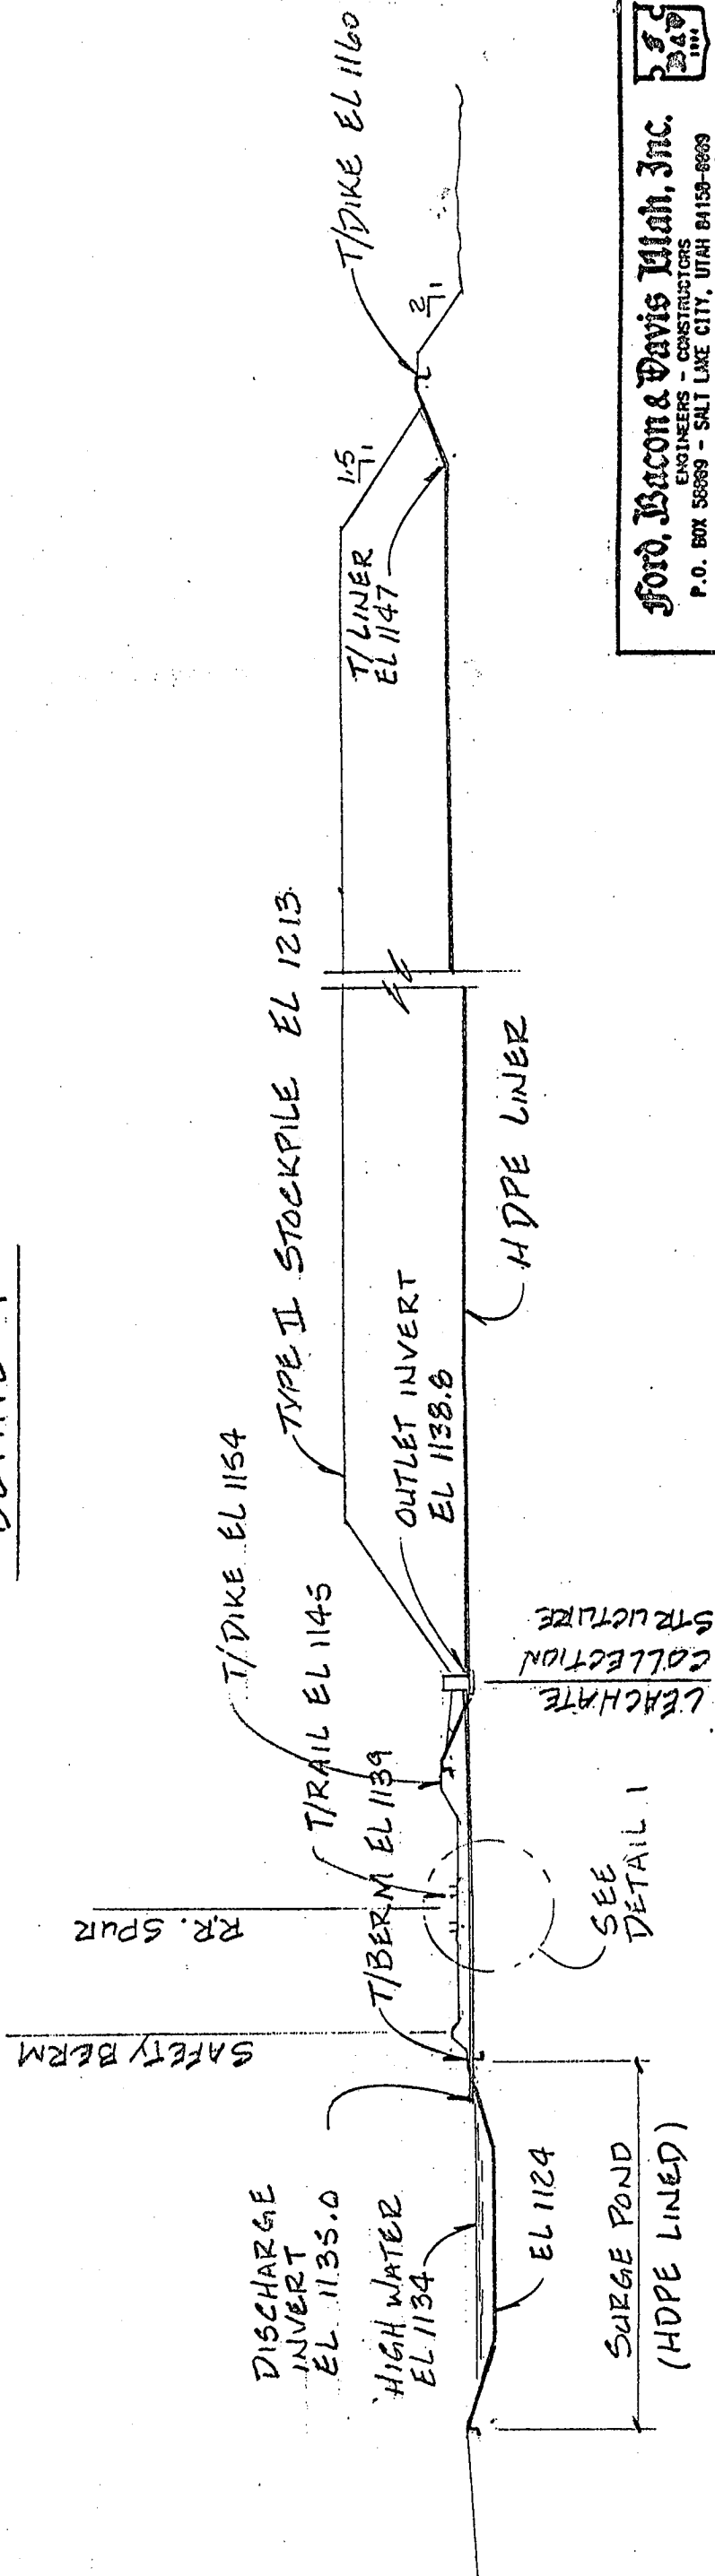 T/DIKE EL 1160
2
1
1.5
1
T/LINER
EL 1147
TYPE II STOCKPILE EL 1213
HDPE LINER
OUTLET INVERT
EL 1138.8
T/DIKE EL 1154
T/RAIL EL 1145
T/BERM EL 1139
LEACHATE
COLLECTION
STRUCTURE
R.R. SPUR
SEE
DETAIL 1
SAFETY BERM
DISCHARGE
INVERT
EL. 1135.0
HIGH WATER
EL 1134
EL 1124
SURGE POND
(HDPE LINED)
Ford, Bacon & Davis Utah, Inc.
ENGINEERS - CONSTRUCTORS
P.O. BOX 58009 - SALT LAKE CITY, UTAH 84158-0009